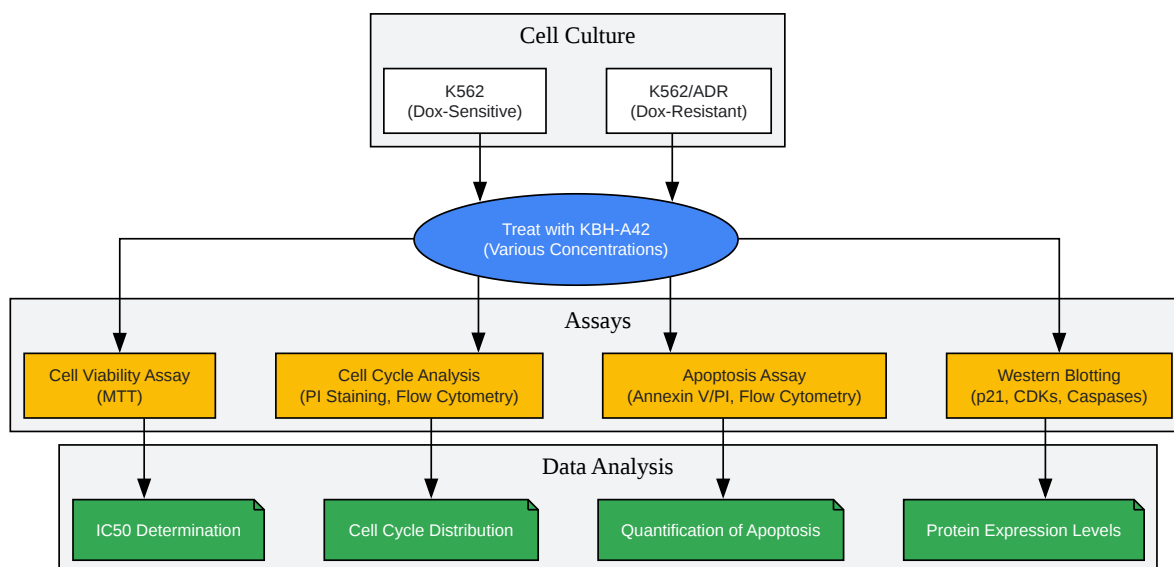 Cell Culture
K562
(Dox-Sensitive)
K562/ADR
(Dox-Resistant)
Treat with KBH-A42
(Various Concentrations)
Assays
Cell Viability Assay
(MTT)
Cell Cycle Analysis
(PI Staining, Flow Cytometry)
Apoptosis Assay
(Annexin V/PI, Flow Cytometry)
Western Blotting
(p21, CDKs, Caspases)
Data Analysis
IC50 Determination
Cell Cycle Distribution
Quantification of Apoptosis
Protein Expression Levels